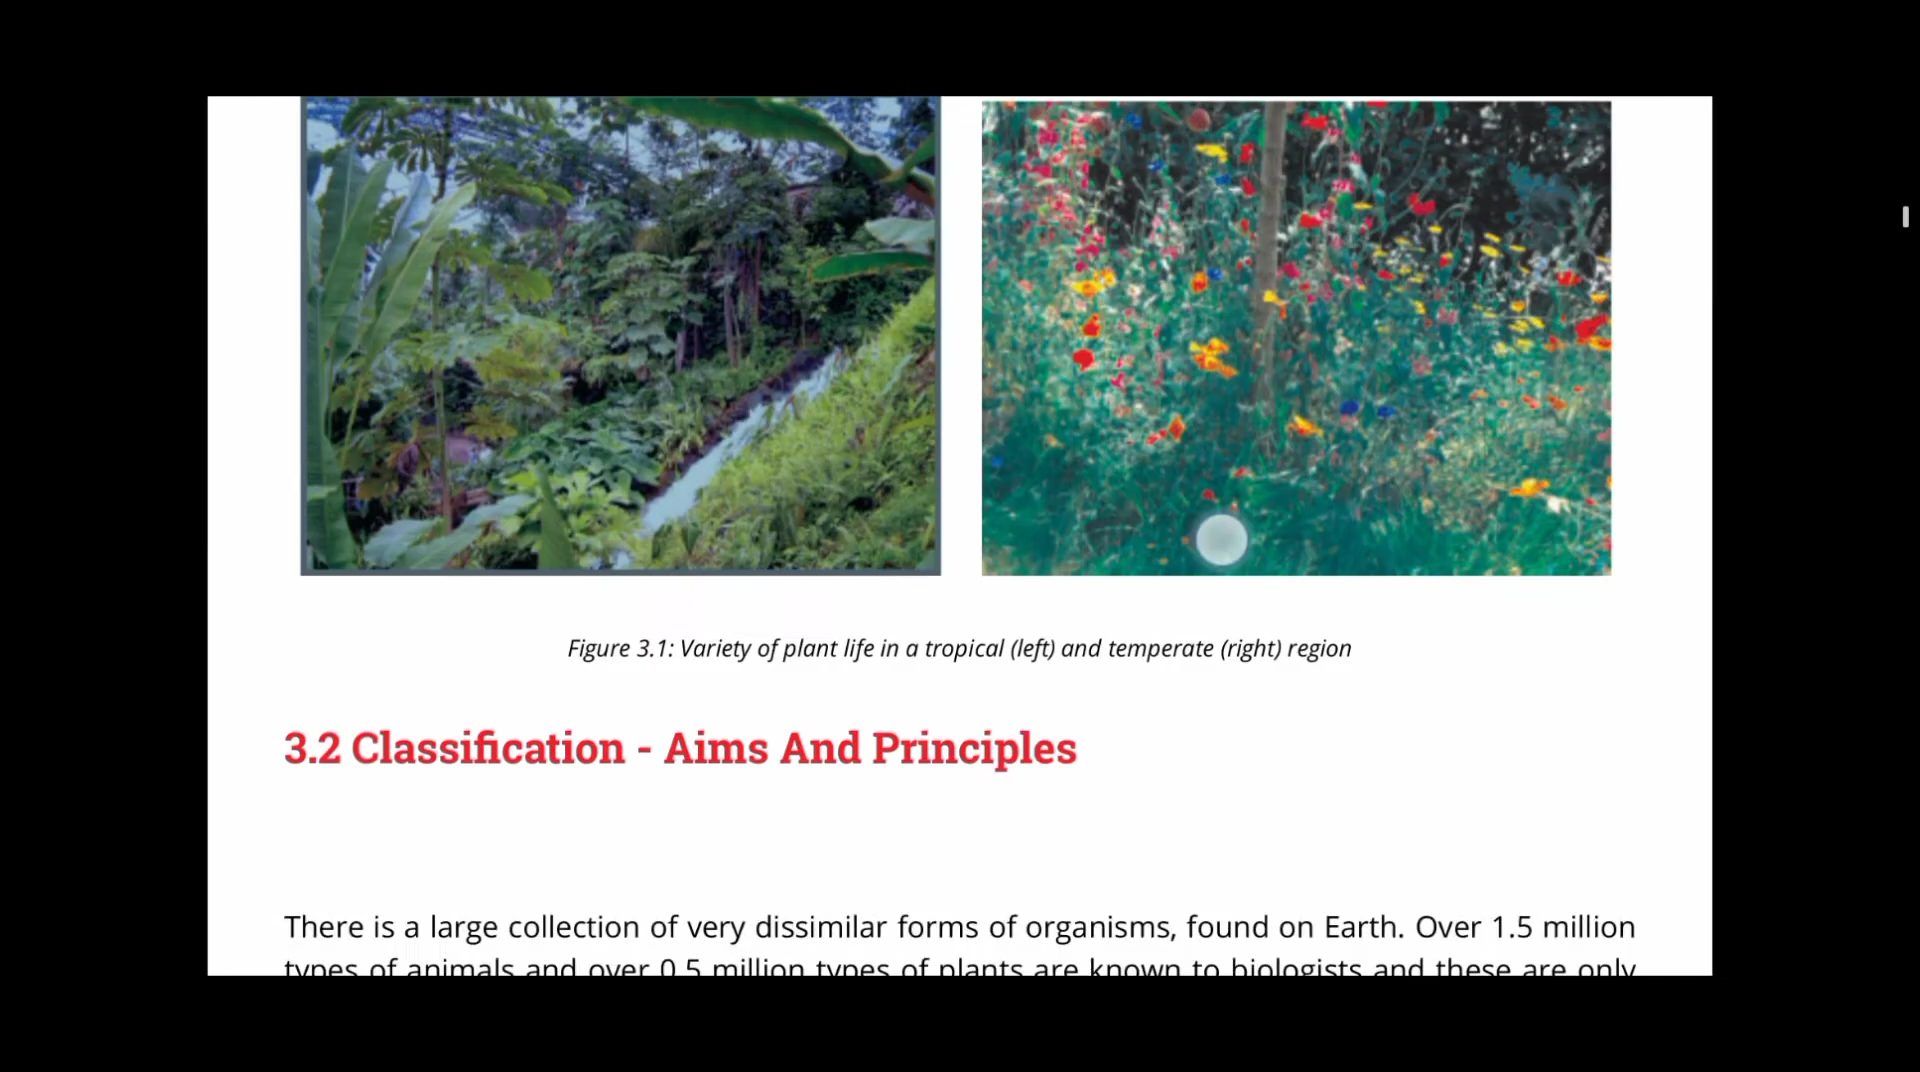 Figure 3.1: Variety of plant life in a tropical (left) and temperate (right) region
3.2 Classification - Aims And Principles
There is a large collection of very dissimilar forms of organisms, found on Earth. Over 1.5 million
types of animals and over 0.5 million types of plants are known to biologists and these are only